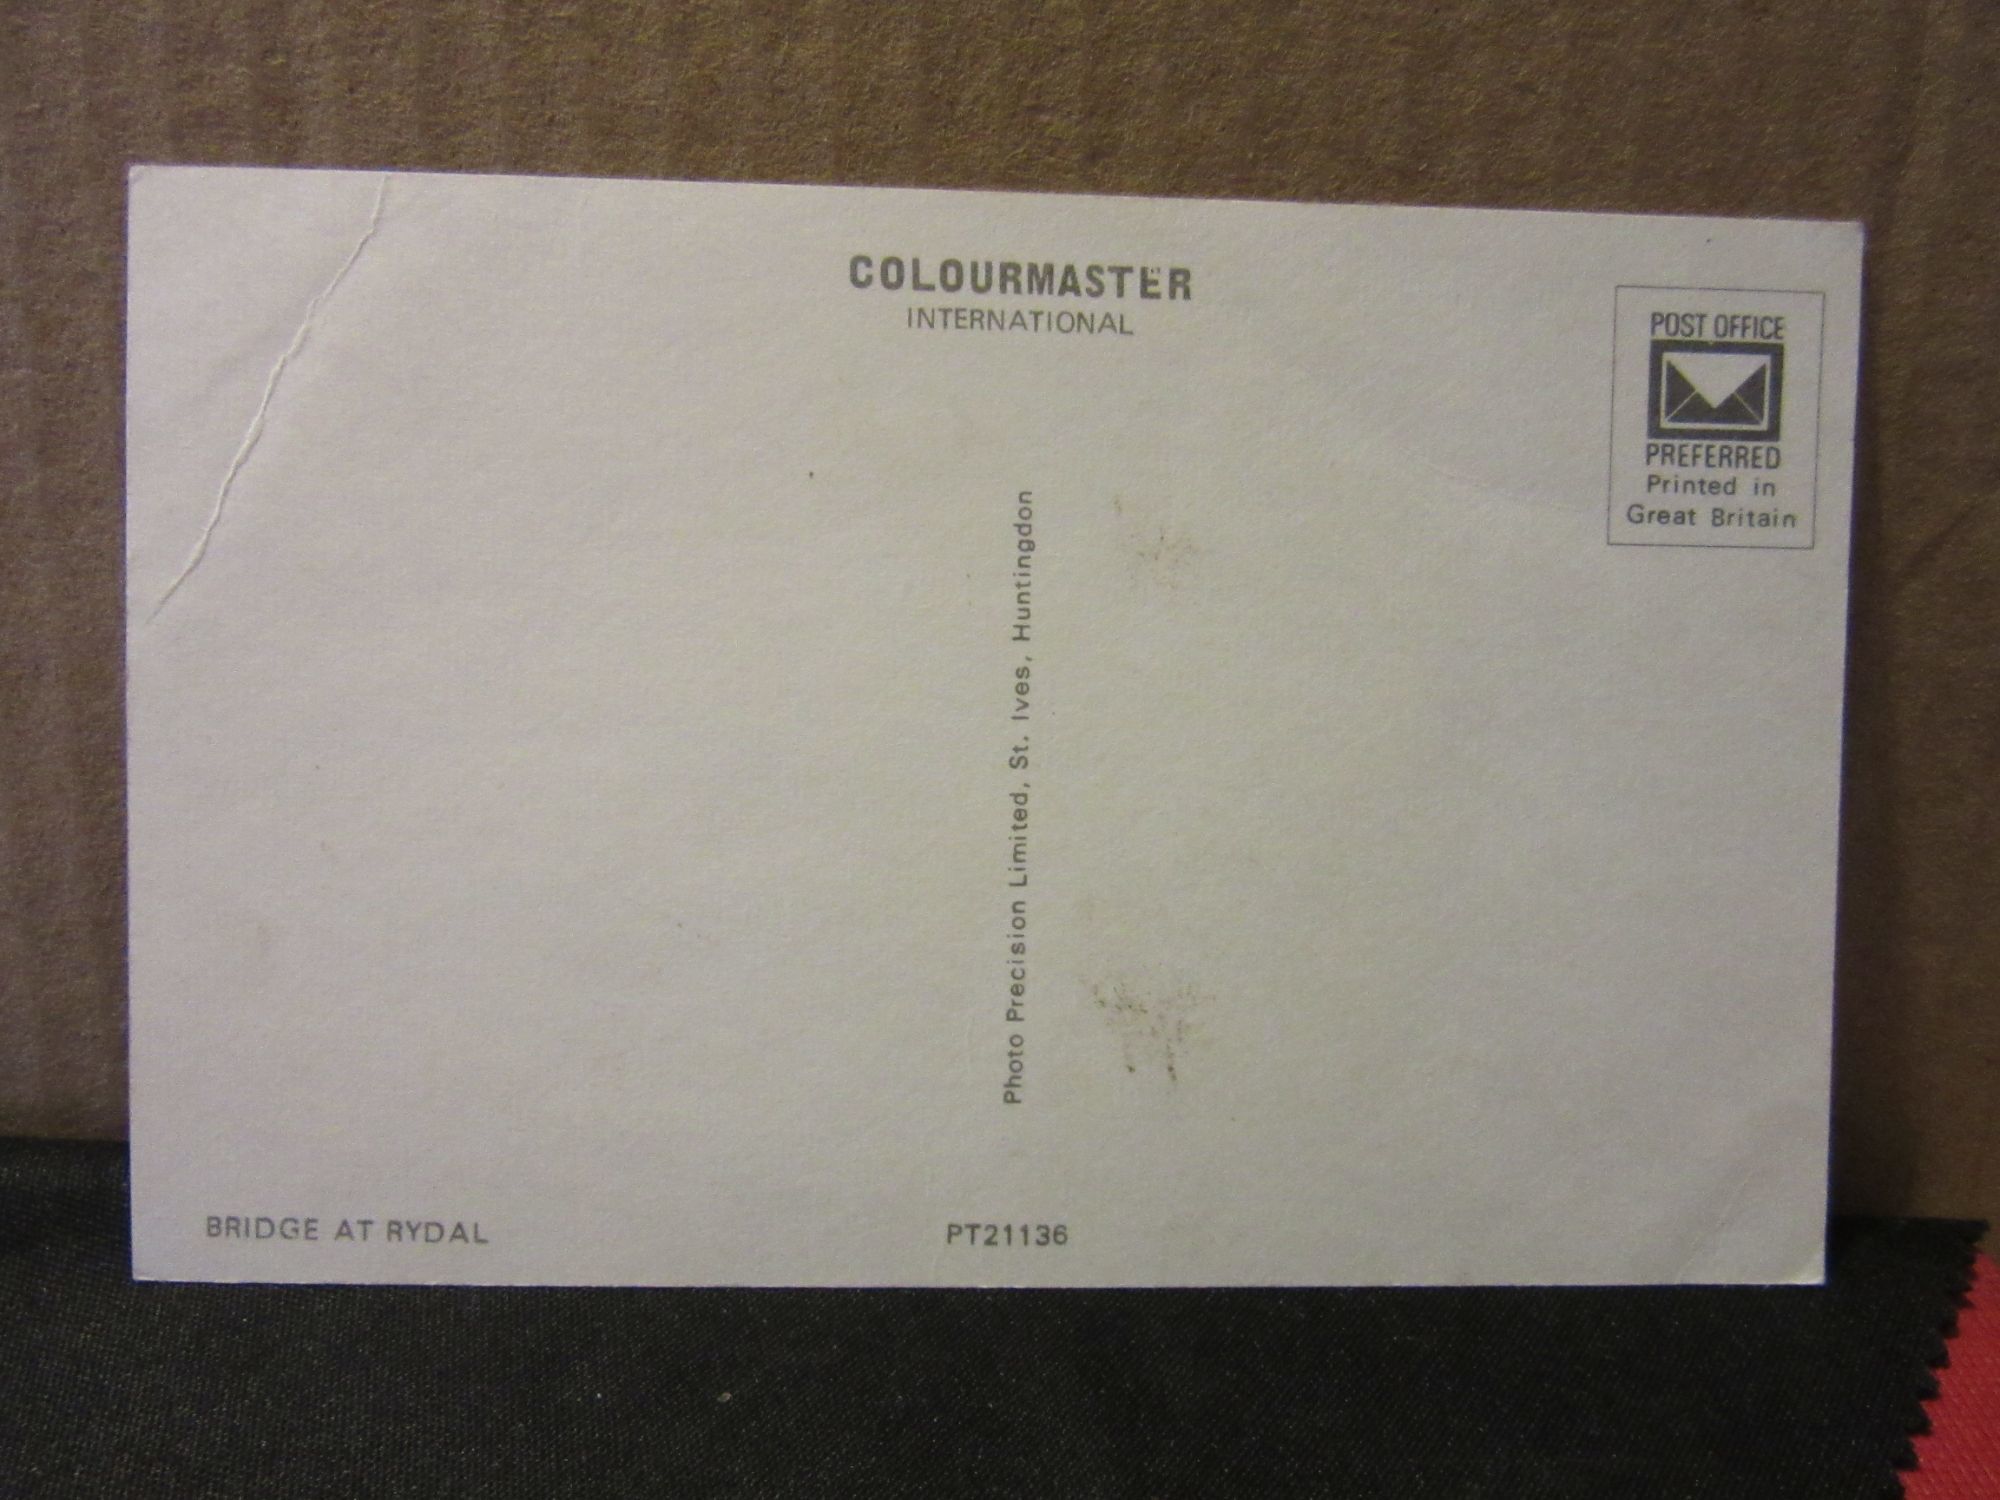 COLOURMASTER
INTERNATIONAL
POST OFFICE
PREFERRED
Printed in
Great Britain
Photo Precision Limited, St. Ives, Huntingdon
BRIDGE AT RYDAL
PT21136